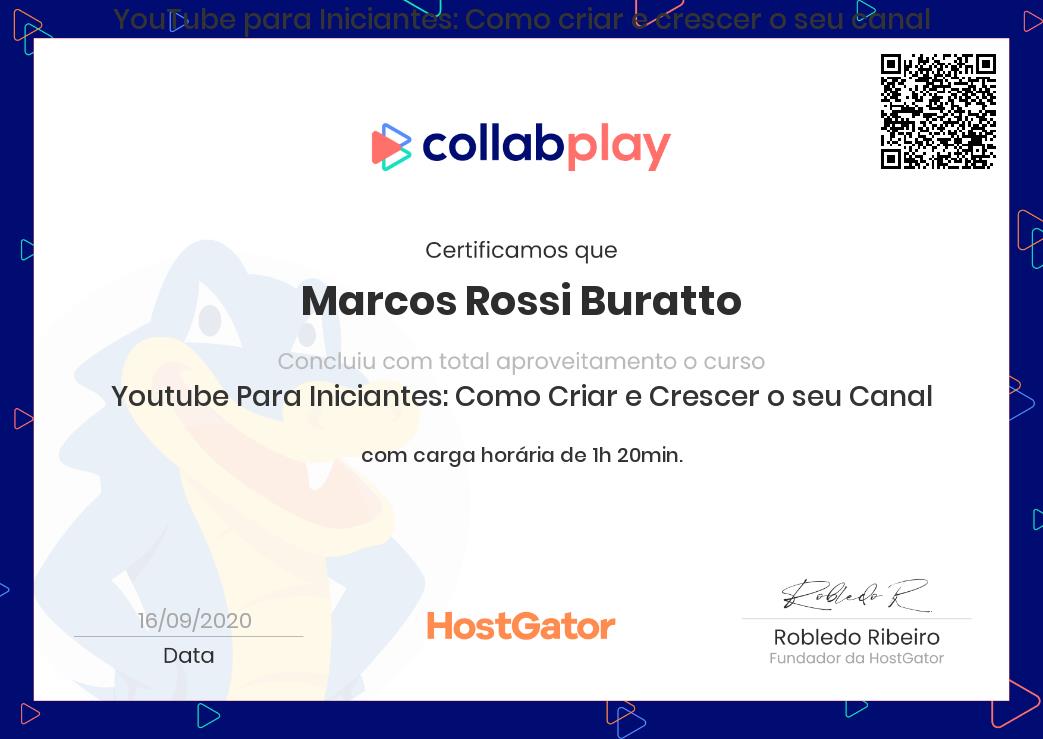 YouTube para Iniciantes: Como criar e crescer o seu canal
collabplay
Certificamos que
Marcos Rossi Buratto
Concluiu com total aproveitamento o curso
Youtube Para Iniciantes: Como Criar e Crescer o seu Canal
com carga horária de 1h 20min.
16/09/2020
Data
HostGator
Robledo R.
Robledo Ribeiro
Fundador da HostGator